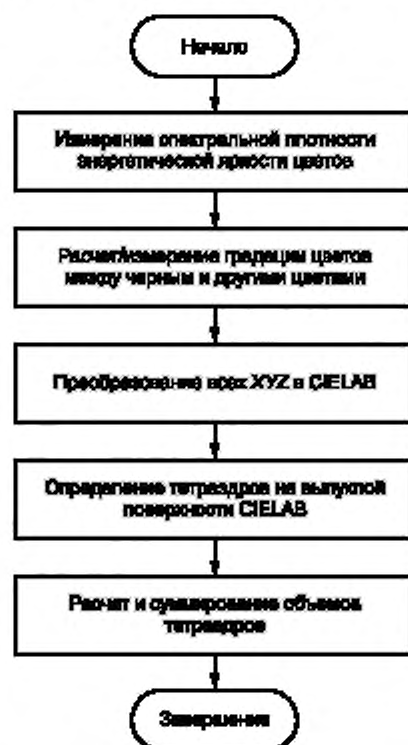 Начало
Измерение спектральной плотности
энергетической яркости цветов
Расчет/измерение градации цветов
между черным и другими цветами
Преобразование всех XYZ в CIELAB
Определение тетраэдров на выпуклой
поверхности CIELAB
Расчет и суммирование объемов
тетраэдров
Завершение